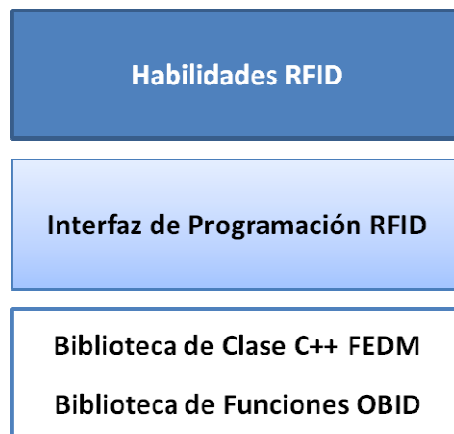 Habilidades RFID
Interfaz de Programación RFID
Biblioteca de Clase C++ FEDM
Biblioteca de Funciones OBID